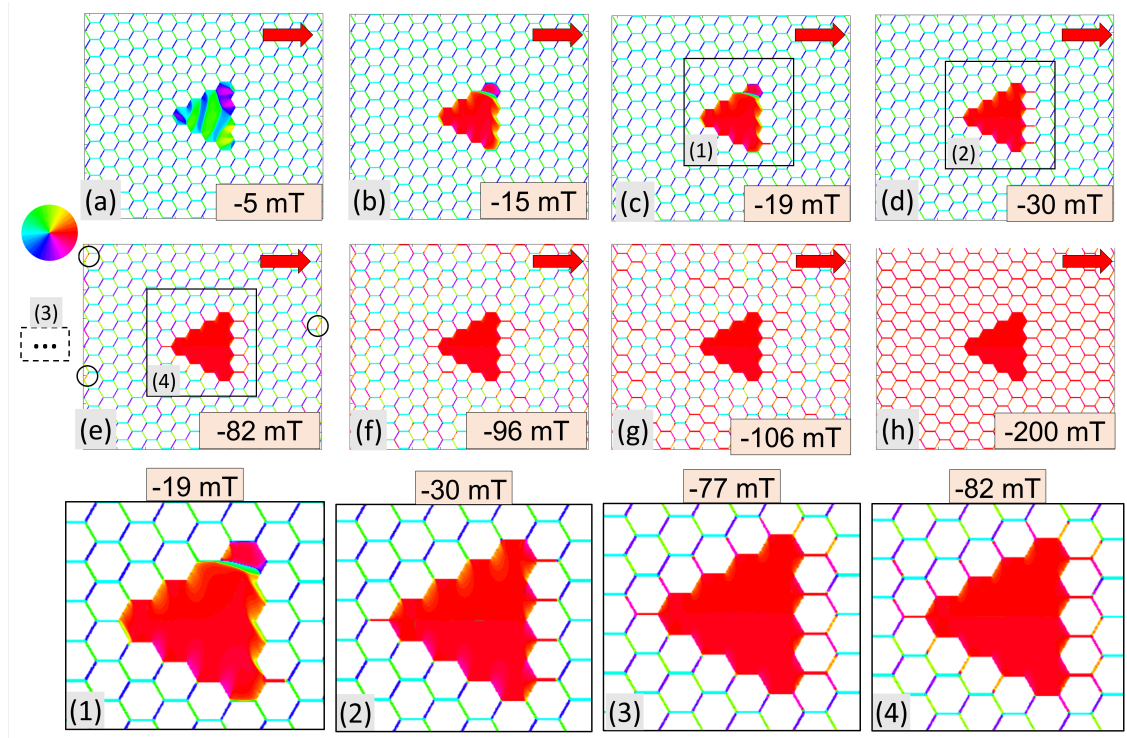 (a) -5 mT
(b) -15 mT
(1)
(c) -19 mT
(2)
(d) -30 mT
(3)
...
(4)
(e) -82 mT
(f) -96 mT
(g) -106 mT
(h) -200 mT
-19 mT
-30 mT
-77 mT
-82 mT
(1)
(2)
(3)
(4)